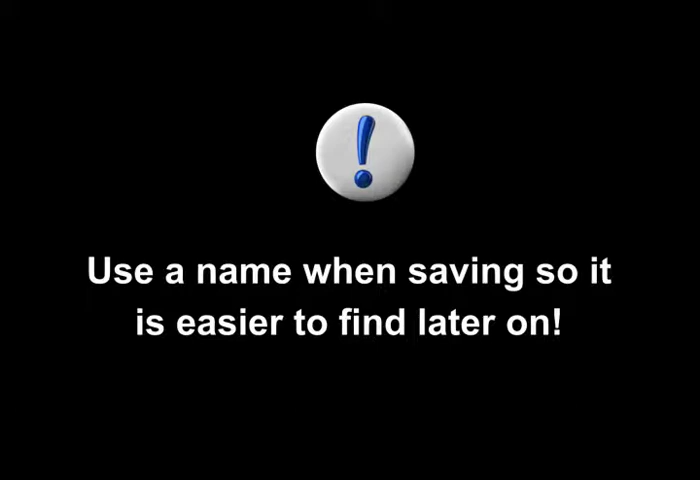 Use a name when saving so it
is easier to find later on!